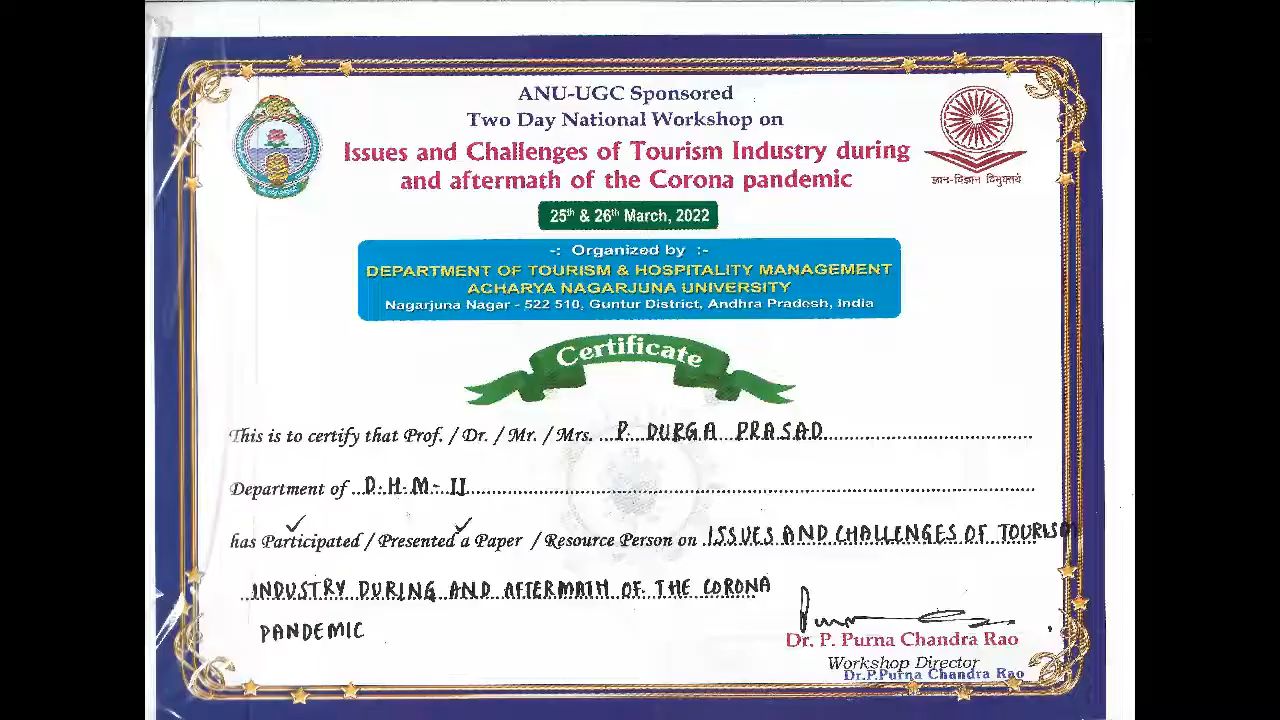 ANU-UGC Sponsored
Two Day National Workshop on
Issues and Challenges of Tourism Industry during
and aftermath of the Corona pandemic
ज्ञान-विज्ञान विमुक्तये
25th & 26th March, 2022
-: Organized by :-
DEPARTMENT OF TOURISM & HOSPITALITY MANAGEMENT
ACHARYA NAGARJUNA UNIVERSITY
Nagarjuna Nagar - 522 510, Guntur District, Andhra Pradesh, India
Certificate
This is to certify that Prof. / Dr. / Mr. / Mrs. P. DURGA PRASAD
Department of D.H.M-II
has Participated / Presented a Paper / Resource Person on ISSUES AND CHALLENGES OF TOURISM
INDUSTRY DURING AND AFTERMATH OF THE CORONA
PANDEMIC
Dr. P. Purna Chandra Rao
Workshop Director
Dr.P.Purna Chandra Rao